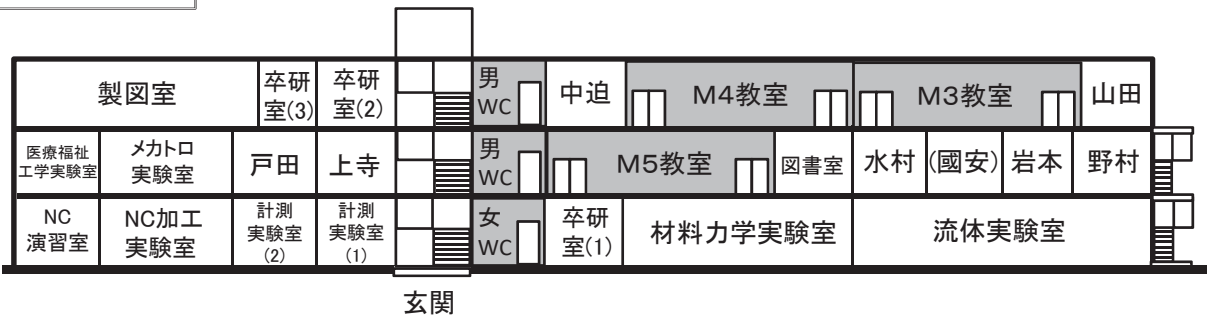 製図室
卒研
室(3)
卒研
室(2)
男
WC
中迫
M4教室
M3教室
山田
医療福祉
工学実験室
メカトロ
実験室
戸田
上寺
男
WC
M5教室
図書室
水村
(國安)
岩本
野村
NC
演習室
NC加工
実験室
計測
実験室
(2)
計測
実験室
(1)
女
WC
卒研
室(1)
材料力学実験室
流体実験室
玄関